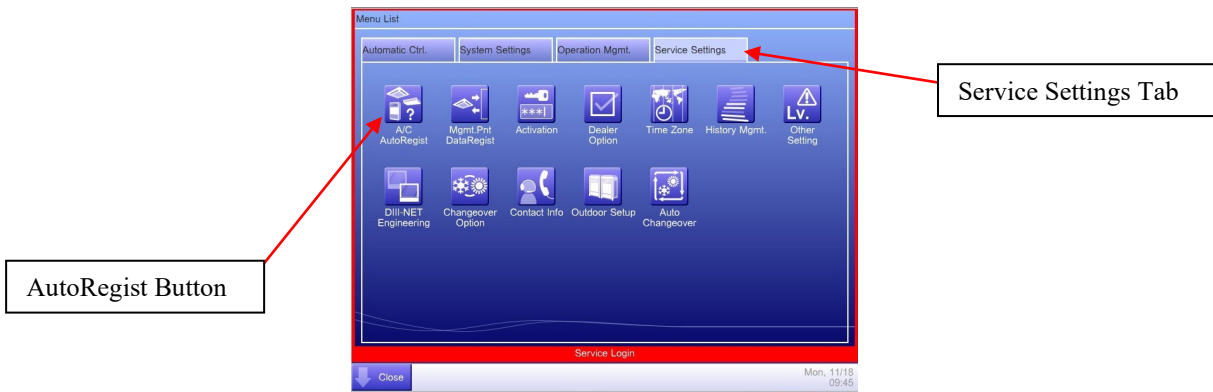 Menu List
Automatic Ctrl. System Settings Operation Mgmt. Service Settings
Service Settings Tab
***
Lv.
A/C AutoRegist
Mgmt.Pnt DataRegist
Activation
Dealer Option
Time Zone
History Mgmt.
Other Setting
DIII-NET Engineering
Changeover Option
Contact Info
Outdoor Setup
Auto Changeover
AutoRegist Button
Service Login
Close
Mon, 11/18
09:45